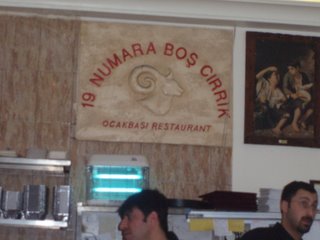 19 NUMARA BOŞ CIRRIK
OCAKBAŞI RESTAURANT